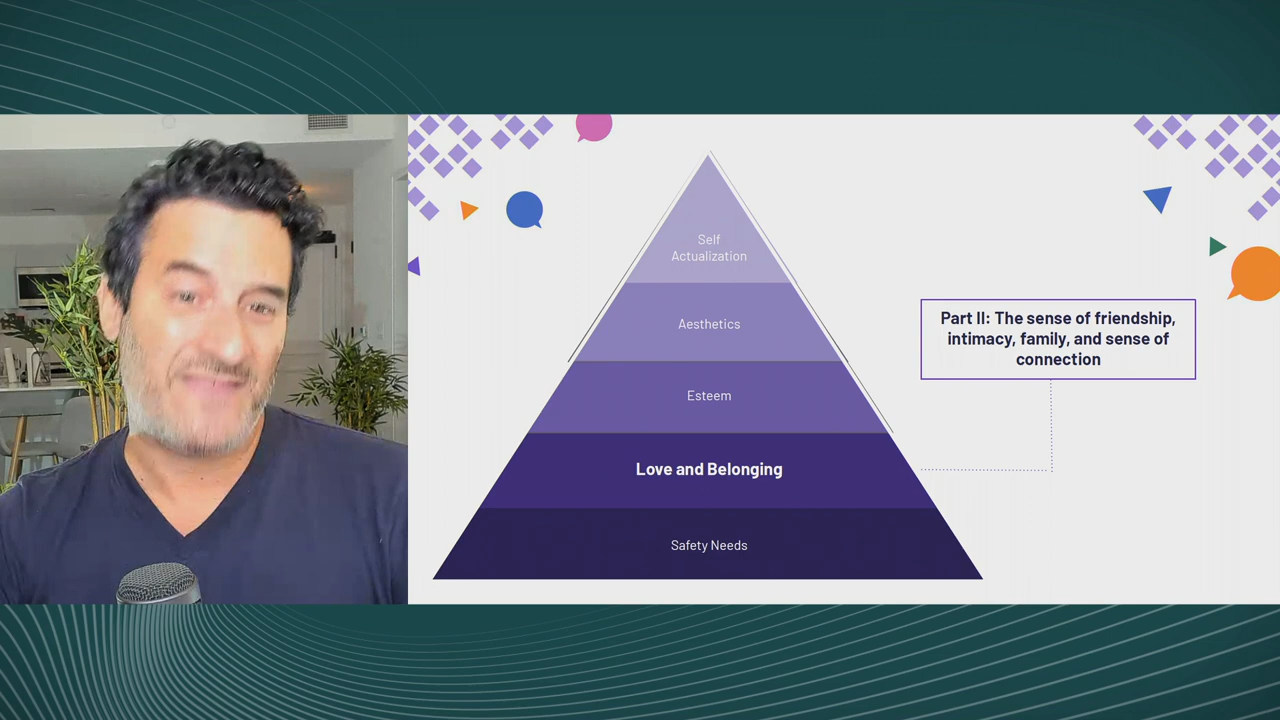 Self
Actualization
Aesthetics
Esteem
Love and Belonging
Safety Needs
Part II: The sense of friendship,
intimacy, family, and sense of
connection